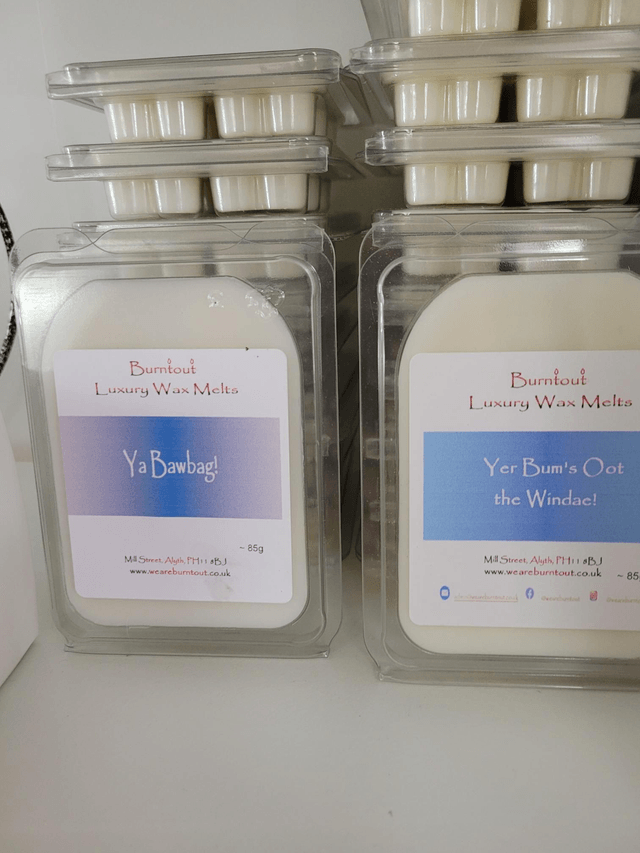 Burntout
Luxury Wax Melts
Ya Bawbag!
~ 85g
Mill Street, Alyth, PH11 8BJ
www.weareburntout.co.uk
Burntout
Luxury Wax Melts
Yer Bum's Oot
the Windae!
Mill Street, Alyth, PH11 8BJ
www.weareburntout.co.uk
~ 85